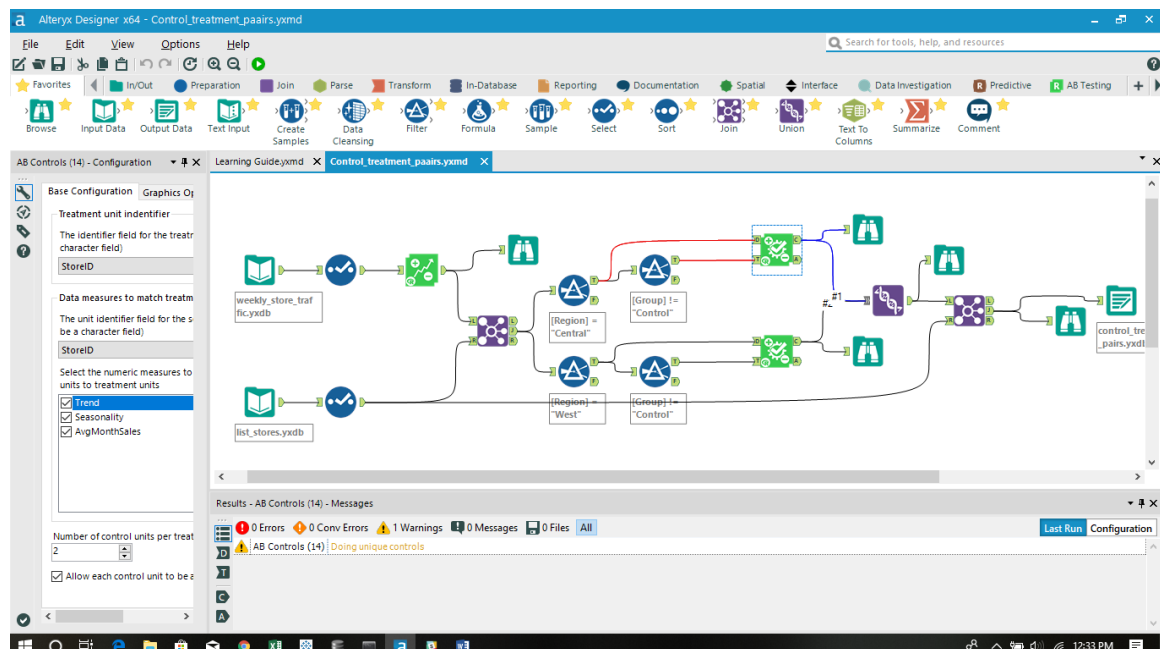 Alteryx Designer x64 - Control_treatment_paairs.yxmd
File Edit View Options Help
Search for tools, help, and resources
Favorites In/Out Preparation Join Parse Transform In-Database Reporting Documentation Spatial Interface Data Investigation Predictive AB Testing
Browse Input Data Output Data Text Input Create Samples Data Cleansing Filter Formula Sample Select Sort Join Union Text To Columns Summarize Comment
AB Controls (14) - Configuration
Learning Guide.yxmd X Control_treatment_paairs.yxmd X
Base Configuration Graphics Op
Treatment unit indentifier
The identifier field for the treatr
character field)
StoreID
Data measures to match treatm
The unit identifier field for the s
be a character field)
StoreID
Select the numeric measures to
units to treatment units
Trend
Seasonality
AvgMonthSales
Number of control units per treat
2
Allow each control unit to be a
weekly_store_traf
fic.yxdb
list_stores.yxdb
[Region] =
"Central"
[Group] !=
"Control"
[Region] =
"West"
[Group] !=
"Control"
#1
control_tre
_pairs.yxdl
Results - AB Controls (14) - Messages
0 Errors 0 Conv Errors 1 Warnings 0 Messages 0 Files All
Last Run Configuration
AB Controls (14) Doing unique controls
12:33 PM